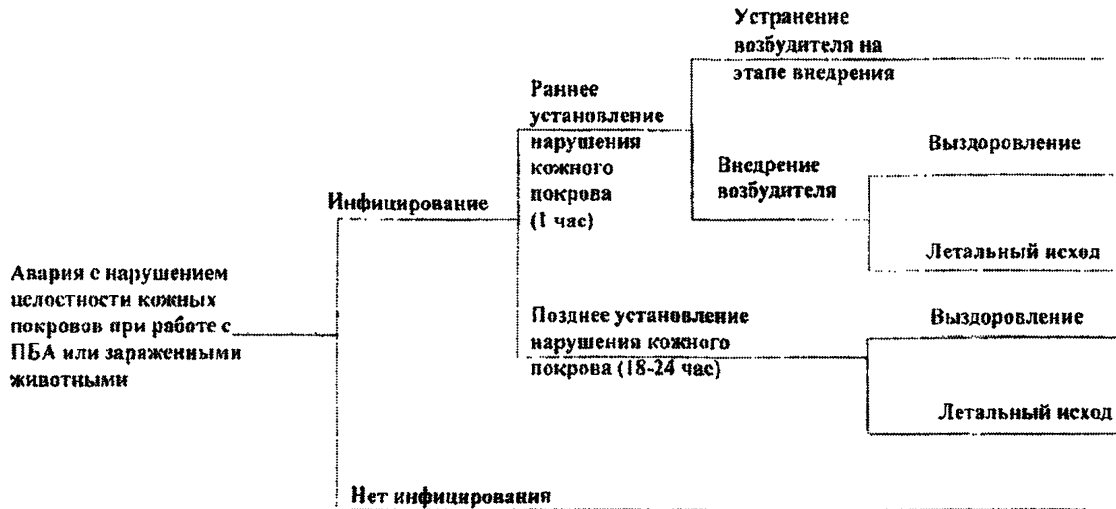 Устранение
возбудителя на
этапе внедрения
Раннее
установление
нарушения
кожного
покрова
(1 час)
Внедрение
возбудителя
Выздоровление
Инфицирование
Летальный исход
Авария с нарушением
целостности кожных
покровов при работе с
ПБА или зараженными
животными
Позднее установление
нарушения кожного
покрова (18-24 час)
Выздоровление
Летальный исход
Нет инфицирования